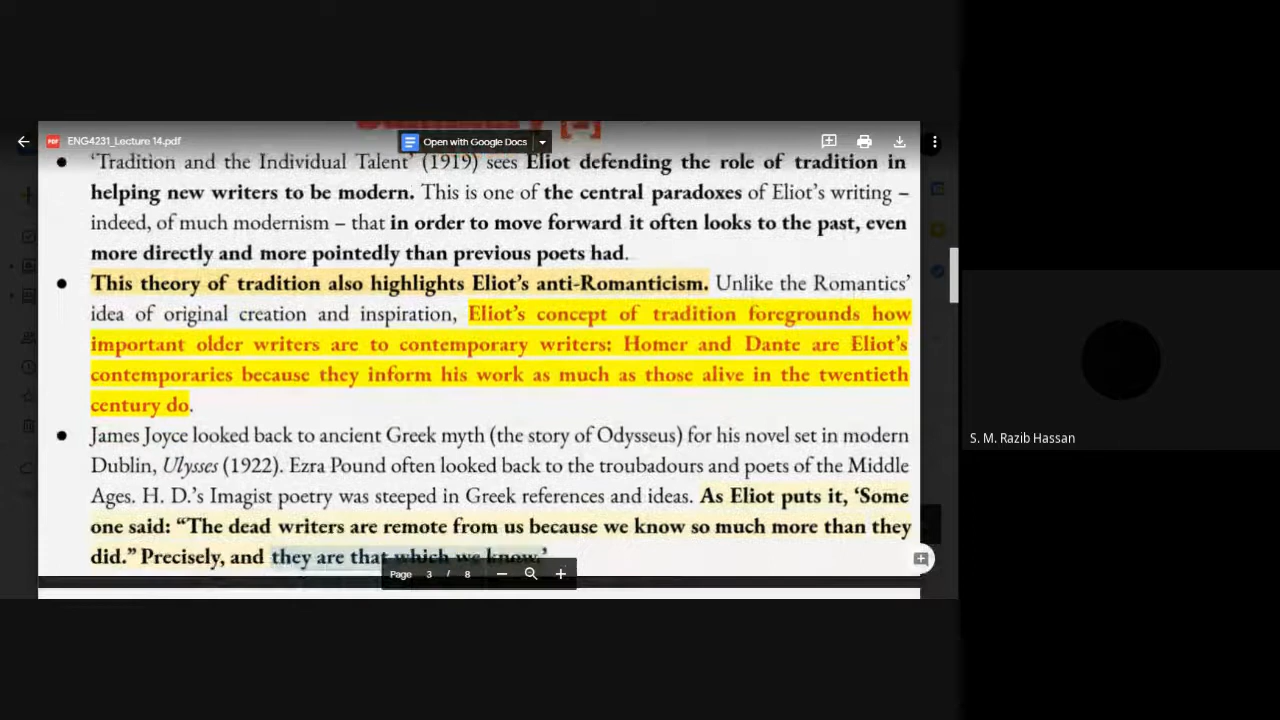 ENG4231_Lecture 14.pdf
Open with Google Docs
‘Tradition and the Individual Talent’ (1919) sees Eliot defending the role of tradition in
helping new writers to be modern. This is one of the central paradoxes of Eliot’s writing –
indeed, of much modernism – that in order to move forward it often looks to the past, even
more directly and more pointedly than previous poets had.
This theory of tradition also highlights Eliot’s anti-Romanticism. Unlike the Romantics’
idea of original creation and inspiration, Eliot’s concept of tradition foregrounds how
important older writers are to contemporary writers: Homer and Dante are Eliot’s
contemporaries because they inform his work as much as those alive in the twentieth
century do.
James Joyce looked back to ancient Greek myth (the story of Odysseus) for his novel set in modern
Dublin, Ulysses (1922). Ezra Pound often looked back to the troubadours and poets of the Middle
Ages. H. D.’s Imagist poetry was steeped in Greek references and ideas. As Eliot puts it, ‘Some
one said: “The dead writers are remote from us because we know so much more than they
did.” Precisely, and they are that which we know.’
Page 3 / 8
S. M. Razib Hassan